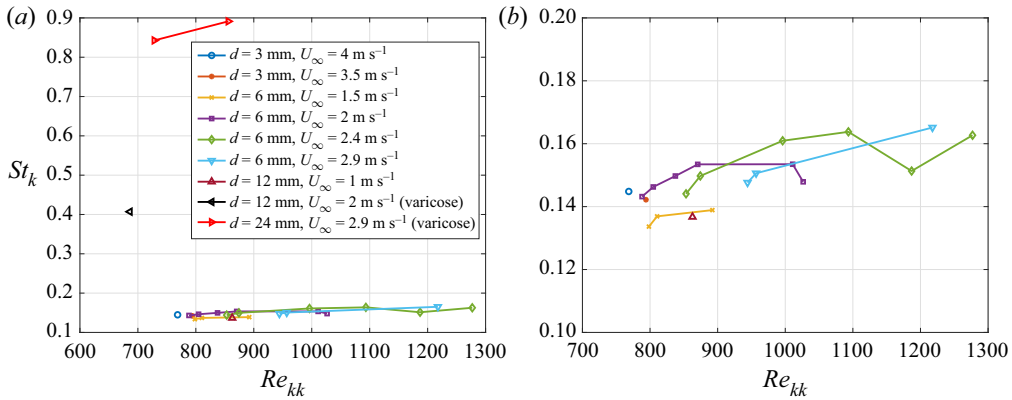 (a)
0.9
0.8
0.7
0.6
0.5
0.4
0.3
0.2
0.1
St_k
600 700 800 900 1000 1100 1200 1300
Re_kk
d = 3 mm, U_∞ = 4 m s⁻¹
d = 3 mm, U_∞ = 3.5 m s⁻¹
d = 6 mm, U_∞ = 1.5 m s⁻¹
d = 6 mm, U_∞ = 2 m s⁻¹
d = 6 mm, U_∞ = 2.4 m s⁻¹
d = 6 mm, U_∞ = 2.9 m s⁻¹
d = 12 mm, U_∞ = 1 m s⁻¹
d = 12 mm, U_∞ = 2 m s⁻¹ (varicose)
d = 24 mm, U_∞ = 2.9 m s⁻¹ (varicose)
(b)
0.20
0.18
0.16
0.14
0.12
0.10
700 800 900 1000 1100 1200 1300
Re_kk